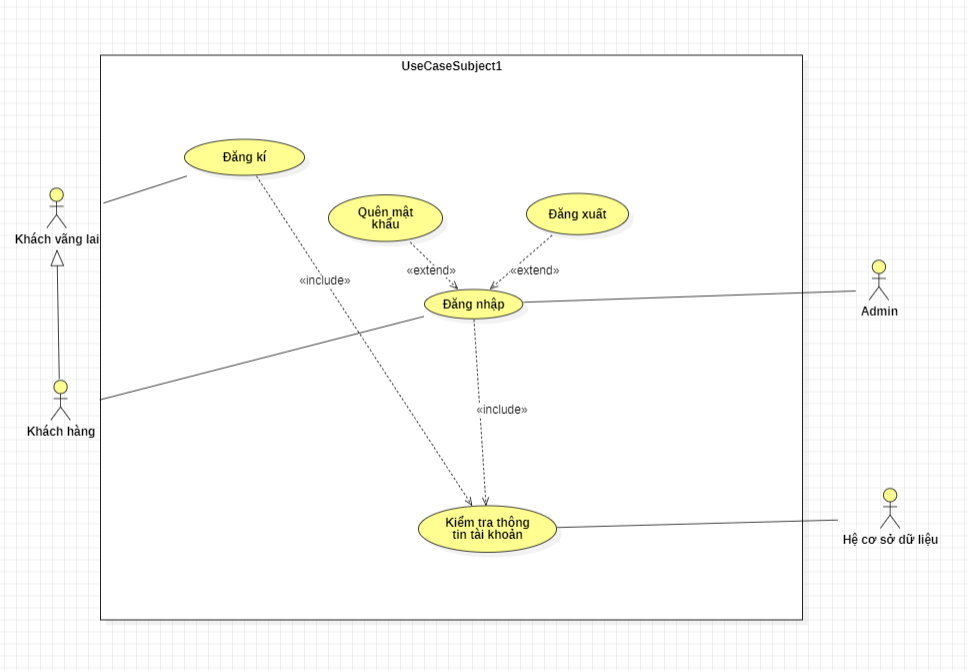 UseCaseSubject1
Đăng kí
Quên mật
khẩu
Đăng xuất
Khách vãng lai
«include»
«extend»
«extend»
Đăng nhập
Admin
«include»
Khách hàng
Kiểm tra thông
tin tài khoản
Hệ cơ sở dữ liệu